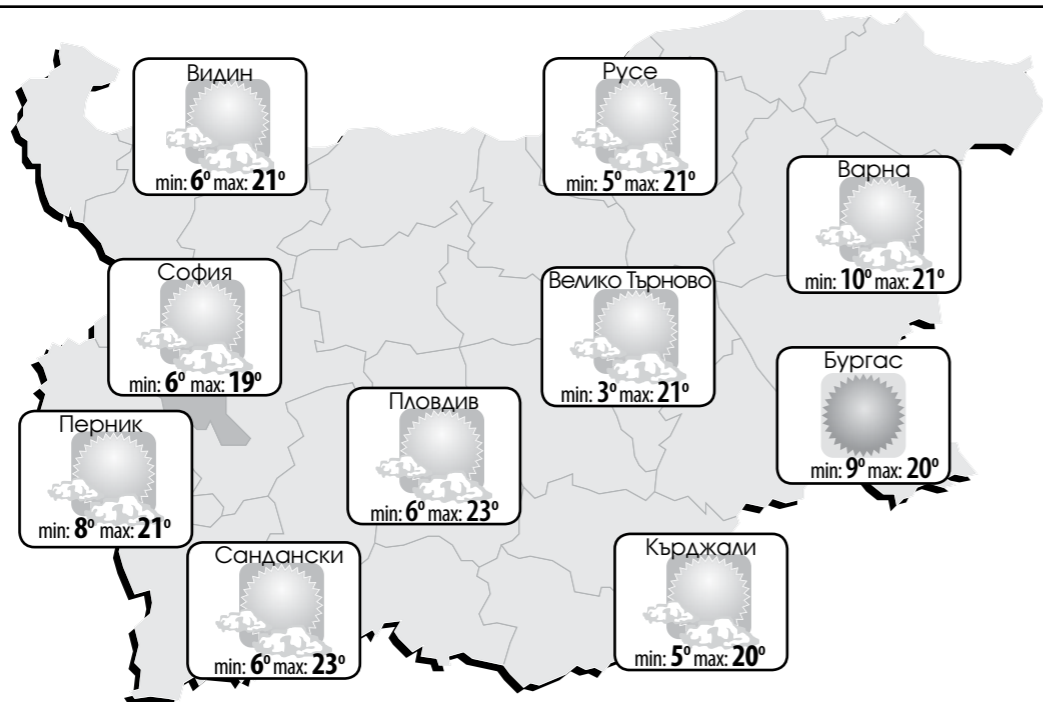 Видин
min: 6° max: 21°
Русе
min: 5° max: 21°
Варна
min: 10° max: 21°
София
min: 6° max: 19°
Велико Търново
min: 3° max: 21°
Бургас
min: 9° max: 20°
Пловдив
min: 6° max: 23°
Перник
min: 8° max: 21°
Сандански
min: 6° max: 23°
Кърджали
min: 5° max: 20°